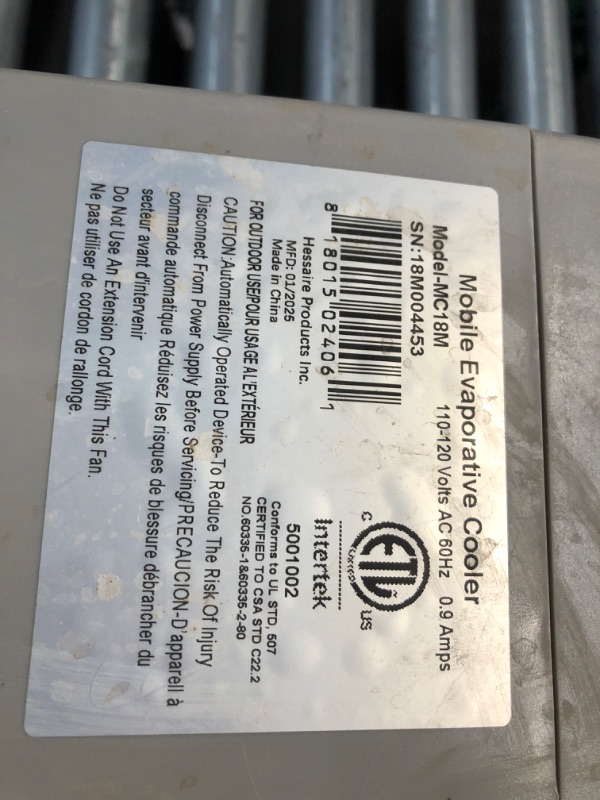 Mobile Evaporative Cooler
Model-MC18M 110-120 Volts AC 60Hz 0.9 Amps
SN:18M004453
8 18015 02406 1
Hessaire Products Inc.
MFD: 01/2025
Made in China
ETL
C US
Intertek
5001002
Conforms to UL STD, 507
CERTIFIED TO CSA STD C22.2
NO.60335-1&60335-2-80
FOR OUTDOOR USE/POUR USAGE A L'EXTÉRIEUR
CAUTION:Automatically Operated Device-To Reduce The Risk Of Injury
Disconnect From Power Supply Before Servicing/PRECAUCION-D' appareil à
commande automatique Réduisez les risques de blessure débrancher du
secteur avant d'intervenir
Do Not Use An Extension Cord With This Fan.
Ne pas utiliser de cordon de rallonge.